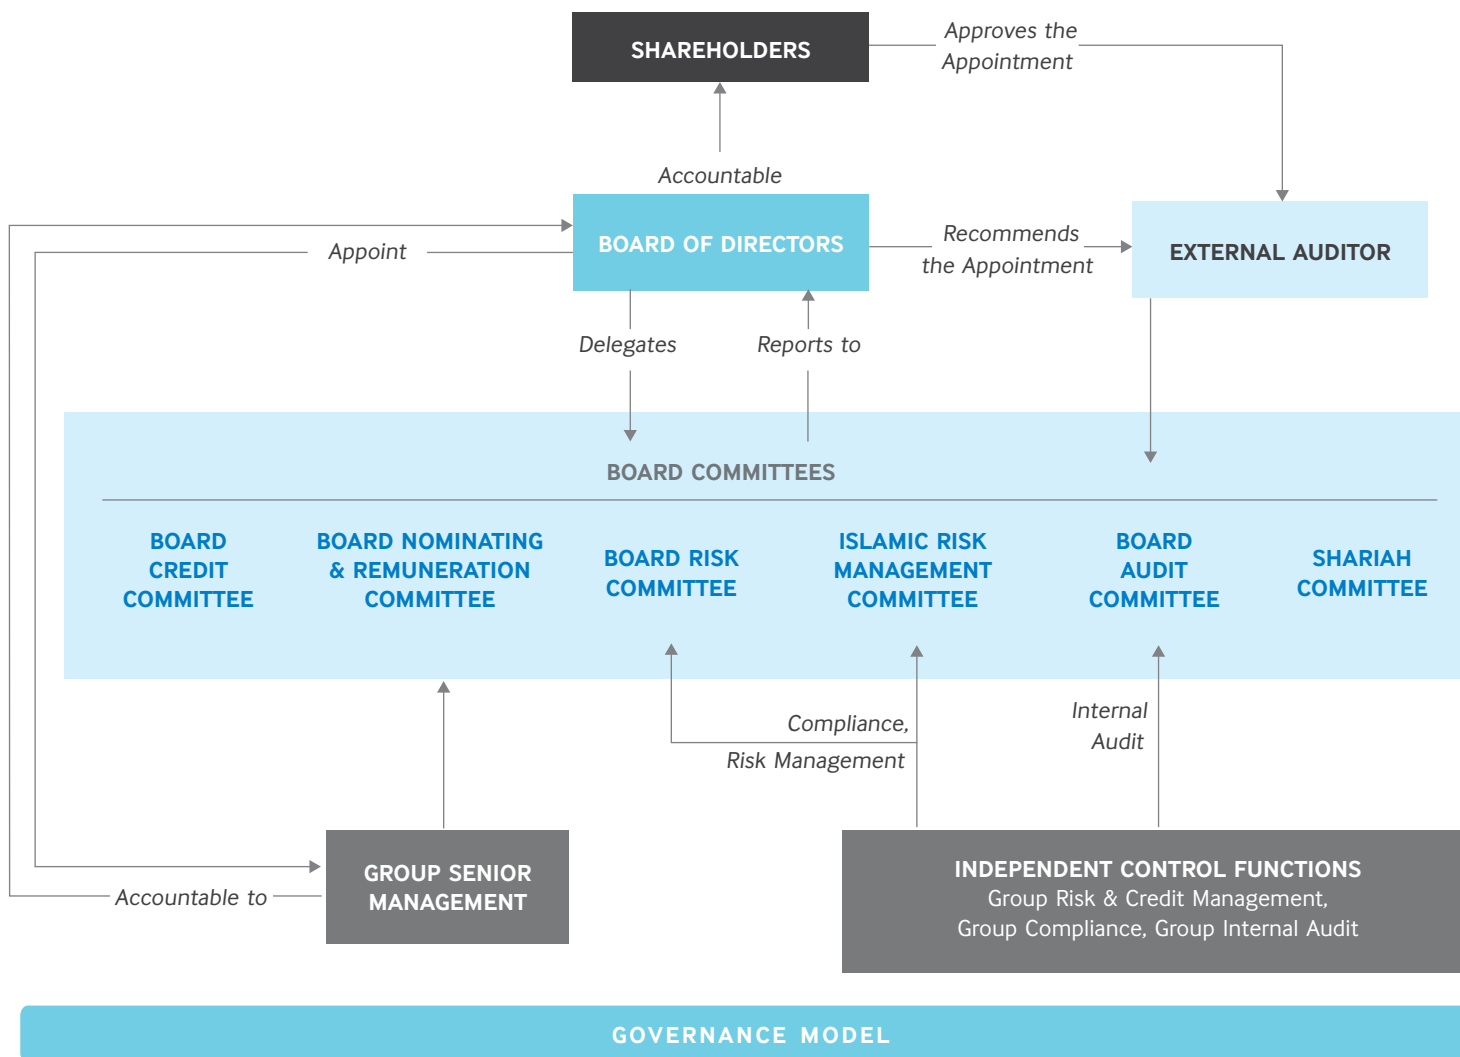 SHAREHOLDERS
Approves the
Appointment
Accountable
BOARD OF DIRECTORS
Appoint
Recommends
the Appointment
EXTERNAL AUDITOR
Delegates
Reports to
BOARD COMMITTEES
BOARD
CREDIT
COMMITTEE
BOARD NOMINATING
& REMUNERATION
COMMITTEE
BOARD RISK
COMMITTEE
ISLAMIC RISK
MANAGEMENT
COMMITTEE
BOARD
AUDIT
COMMITTEE
SHARIAH
COMMITTEE
Compliance,
Risk Management
Internal
Audit
GROUP SENIOR
MANAGEMENT
Accountable to
INDEPENDENT CONTROL FUNCTIONS
Group Risk & Credit Management,
Group Compliance, Group Internal Audit
GOVERNANCE MODEL